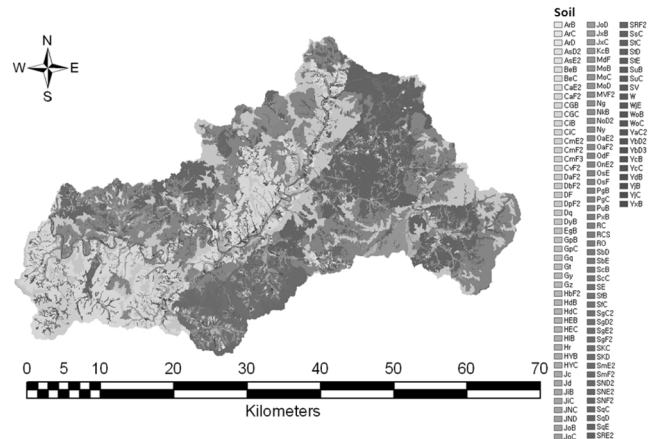 N
W E
S
Soil
ArB
ArC
ArD
AsD2
AsE2
BeB
BeC
CaE2
CaF2
CGB
CGC
CiB
CiC
CmE2
CmF2
CmF3
CvF2
DaF2
DbF2
DF
DpF2
Dq
DyB
EgB
GpB
GpC
Gq
Gt
Gy
Gz
HbF2
HdB
HdC
HEB
HEC
HlB
Hr
HYB
HYC
Jc
Jd
JiB
JiC
JNC
JND
JoB
JoC
JoD
JxB
JxC
KcB
MdF
MoB
MoC
MoD
MVF2
Ng
NkB
NoD2
Ny
OaE2
OaF2
OdF
OnE2
OsE
OsF
PgB
PgC
PuB
PxB
RC
RCS
RO
SbD
SbE
ScB
ScC
SE
SfB
SfC
SgC2
SgD2
SgE2
SgF2
SKC
SKD
SmE2
SmF2
SND2
SNE2
SNF2
SqC
SqD
SqE
SRE2
SRF2
SsC
StC
StD
StE
SuB
SuC
SV
W
WjE
WoB
WoC
YaC2
YbD2
YbD3
YcB
YcC
YdB
YjB
YjC
YxB
0 5 10 20 30 40 50 60 70
Kilometers